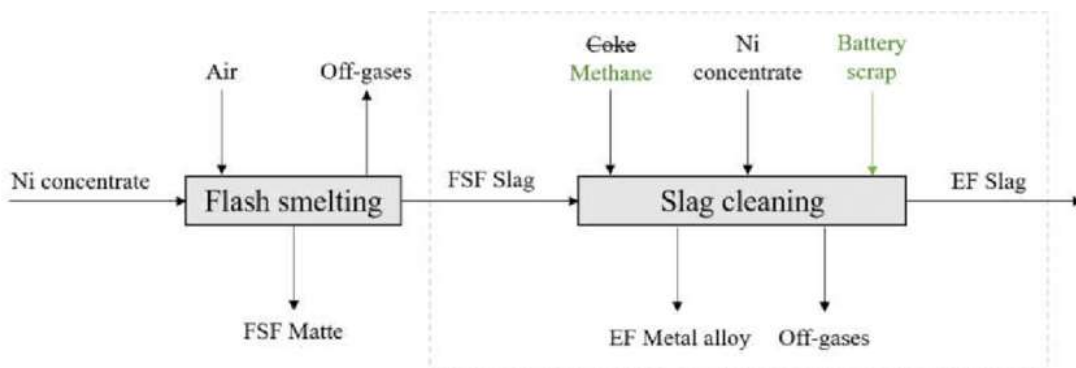 Air
Off-gases
Coke
Methane
Ni
concentrate
Battery
scrap
Ni concentrate
Flash smelting
FSF Slag
Slag cleaning
EF Slag
FSF Matte
EF Metal alloy
Off-gases